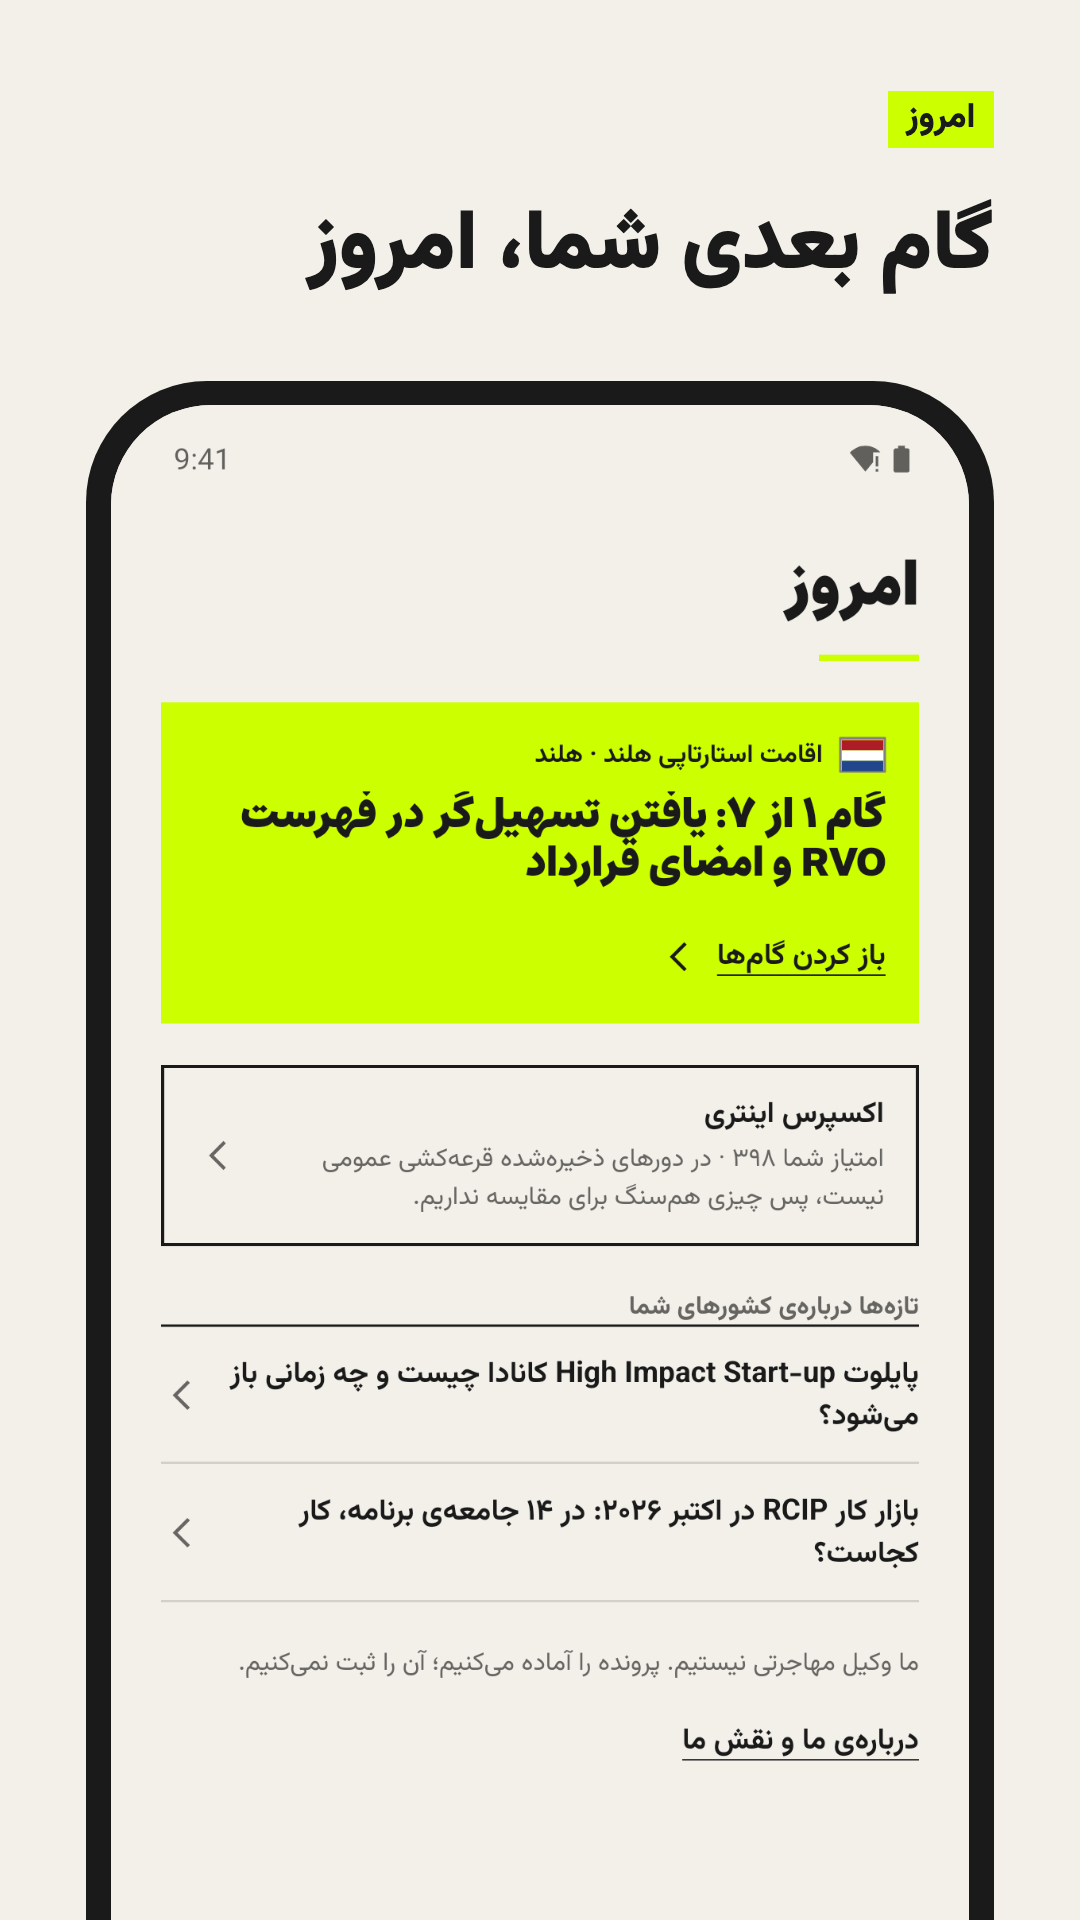 امروز
گام بعدی شما، امروز
9:41
امروز
اقامت استارتاپی هلند · هلند
گام ۱ از ۷: یافتن تسهیل‌گر در فهرست
RVO و امضای قرارداد
باز کردن گام‌ها
اکسپرس اینتری
امتیاز شما ۳۹۸ · در دورهای ذخیره‌شده قرعه‌کشی عمومی
نیست، پس چیزی هم‌سنگ برای مقایسه نداریم.
تازه‌ها درباره‌ی کشورهای شما
پایلوت High Impact Start-up کانادا چیست و چه زمانی باز
می‌شود؟
بازار کار RCIP در اکتبر ۲۰۲۶: در ۱۴ جامعه‌ی برنامه، کار
کجاست؟
ما وکیل مهاجرتی نیستیم. پرونده را آماده می‌کنیم؛ آن را ثبت نمی‌کنیم.
درباره‌ی ما و نقش ما